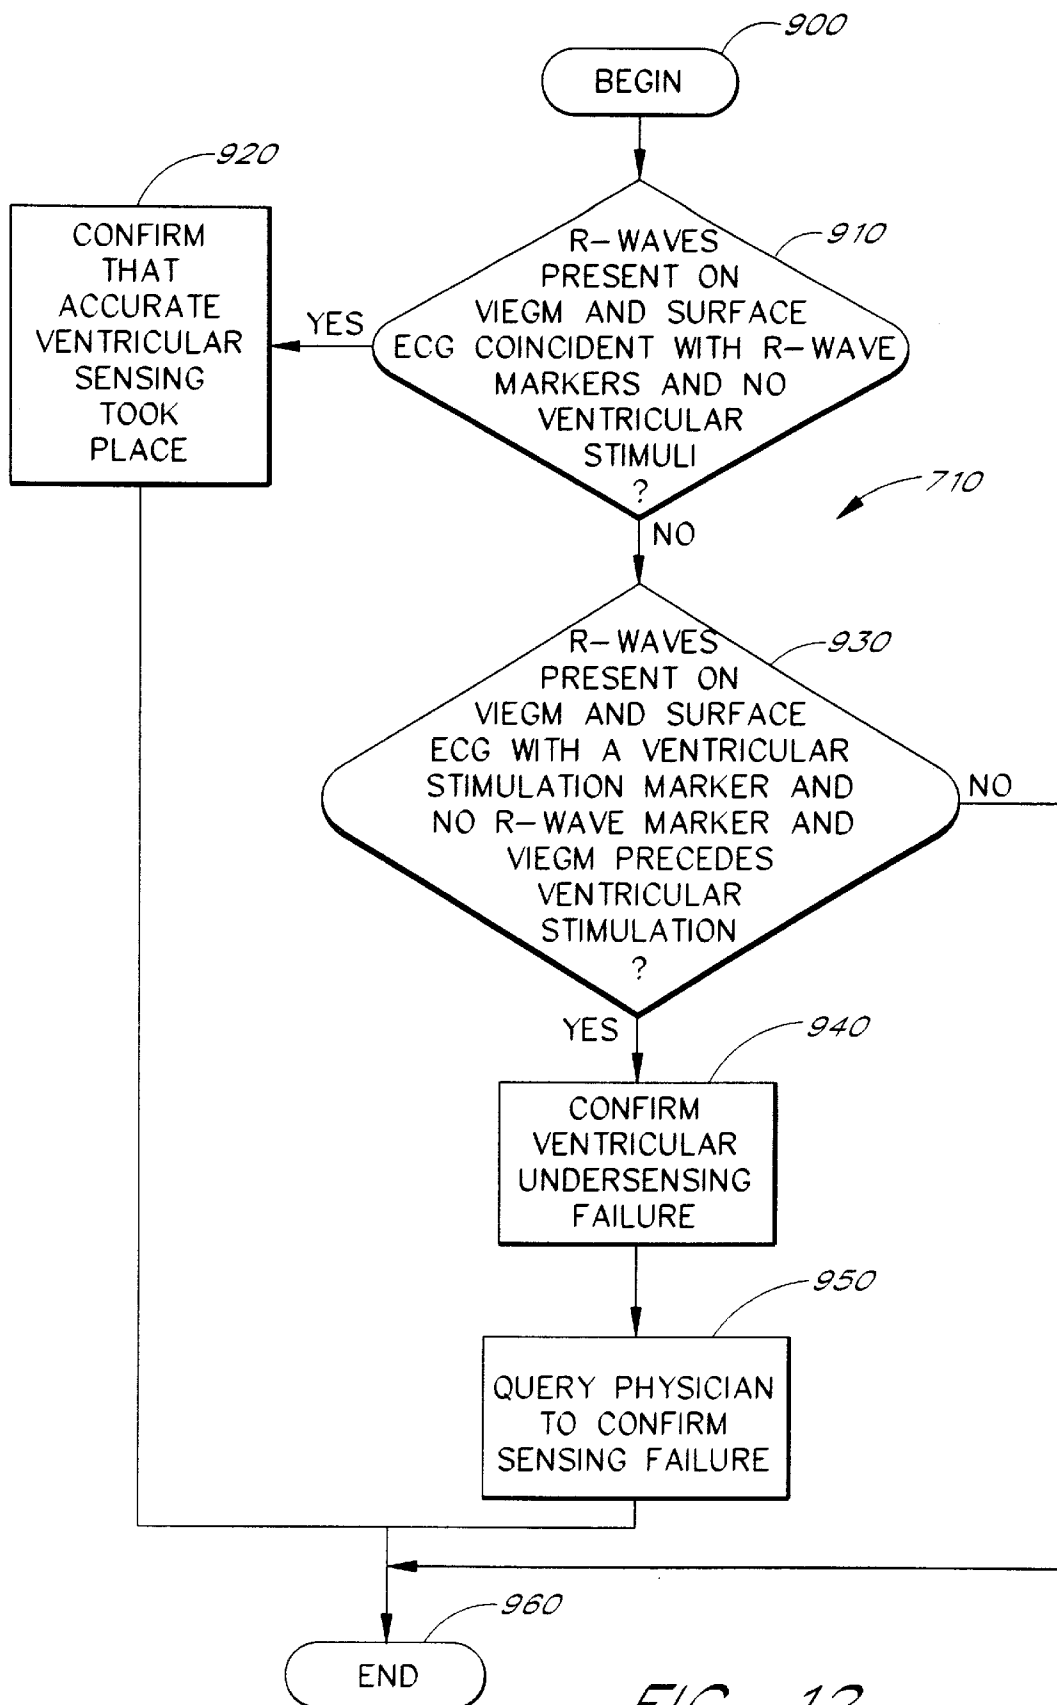 900
BEGIN
920
CONFIRM
THAT
ACCURATE
VENTRICULAR
SENSING
TOOK
PLACE
YES
910
R-WAVES
PRESENT ON
VIEGM AND SURFACE
ECG COINCIDENT WITH R-WAVE
MARKERS AND NO
VENTRICULAR
STIMULI
?
710
NO
930
R-WAVES
PRESENT ON
VIEGM AND SURFACE
ECG WITH A VENTRICULAR
STIMULATION MARKER AND
NO R-WAVE MARKER AND
VIEGM PRECEDES
VENTRICULAR
STIMULATION
?
NO
YES
940
CONFIRM
VENTRICULAR
UNDERSENSING
FAILURE
950
QUERY PHYSICIAN
TO CONFIRM
SENSING FAILURE
960
END
FIG.